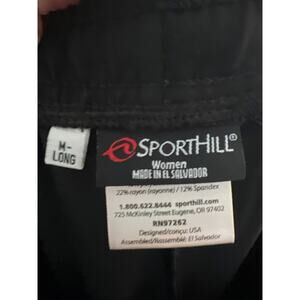 M-
LONG
SPORTHILL®
Women
MADE IN EL SALVADOR
22% rayon (rayonne) / 12% Spandex
1.800.622.8444 sporthill.com
725 McKinley Street Eugene, OR 97402
RN97262
Designed/conçu: USA
Assembled/Rassemblé: El Salvador